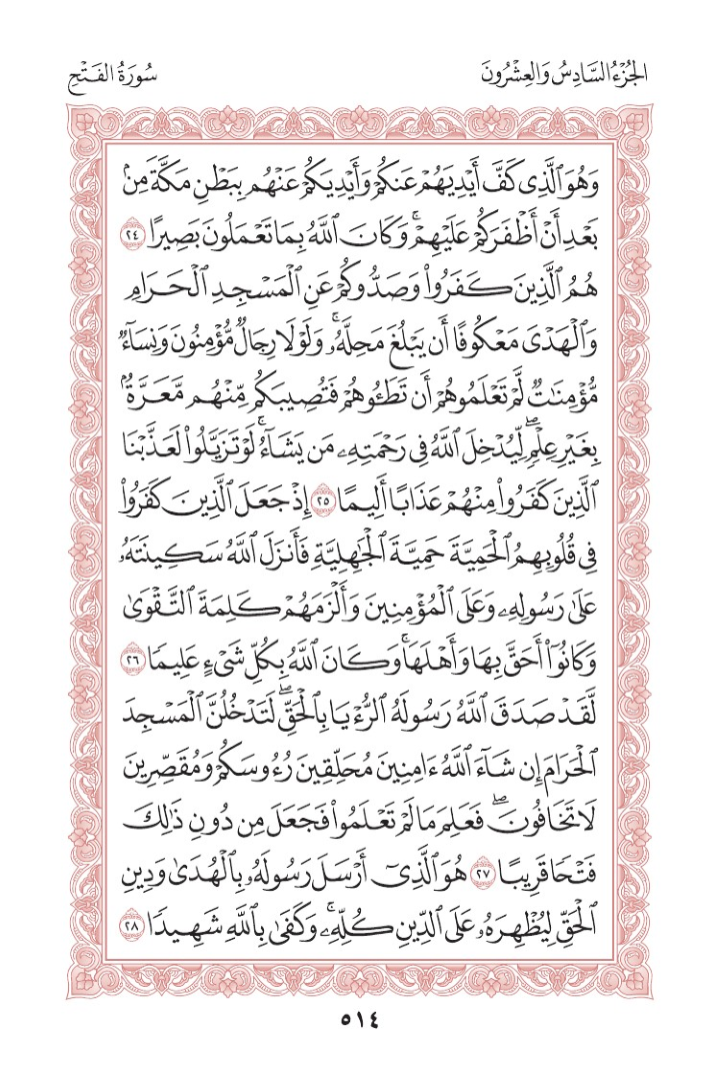 الجُزْءُ السَّادِسُ وَالعِشْرُونَ
سُورَةُ الفَتْحِ
وَهُوَ ٱلَّذِي كَفَّ أَيْدِيَهُمْ عَنكُمْ وَأَيْدِيَكُمْ عَنْهُم بِبَطْنِ مَكَّةَ مِنۢ
بَعْدِ أَنْ أَظْفَرَكُمْ عَلَيْهِمْۚ وَكَانَ ٱللَّهُ بِمَا تَعْمَلُونَ بَصِيرًا ٢٤
هُمُ ٱلَّذِينَ كَفَرُوا۟ وَصَدُّوكُمْ عَنِ ٱلْمَسْجِدِ ٱلْحَرَامِ
وَٱلْهَدْىَ مَعْكُوفًا أَن يَبْلُغَ مَحِلَّهُۥۚ وَلَوْلَا رِجَالٌ مُّؤْمِنُونَ وَنِسَآءٌ
مُّؤْمِنَٰتٌ لَّمْ تَعْلَمُوهُمْ أَن تَطَـُٔوهُمْ فَتُصِيبَكُم مِّنْهُم مَّعَرَّةٌۢ
بِغَيْرِ عِلْمٍۖ لِّيُدْخِلَ ٱللَّهُ فِى رَحْمَتِهِۦ مَن يَشَآءُۚ لَوْ تَزَيَّلُوا۟ لَعَذَّبْنَا
ٱلَّذِينَ كَفَرُوا۟ مِنْهُمْ عَذَابًا أَلِيمًا ٢٥ إِذْ جَعَلَ ٱلَّذِينَ كَفَرُوا۟
فِى قُلُوبِهِمُ ٱلْحَمِيَّةَ حَمِيَّةَ ٱلْجَٰهِلِيَّةِ فَأَنزَلَ ٱللَّهُ سَكِينَتَهُۥ
عَلَىٰ رَسُولِهِۦ وَعَلَى ٱلْمُؤْمِنِينَ وَأَلْزَمَهُمْ كَلِمَةَ ٱلتَّقْوَىٰ
وَكَانُوٓا۟ أَحَقَّ بِهَا وَأَهْلَهَاۚ وَكَانَ ٱللَّهُ بِكُلِّ شَىْءٍ عَلِيمًا ٢٦
لَّقَدْ صَدَقَ ٱللَّهُ رَسُولَهُ ٱلرُّءْيَا بِٱلْحَقِّۖ لَتَدْخُلُنَّ ٱلْمَسْجِدَ
ٱلْحَرَامَ إِن شَآءَ ٱللَّهُ ءَامِنِينَ مُحَلِّقِينَ رُءُوسَكُمْ وَمُقَصِّرِينَ
لَا تَخَافُونَۖ فَعَلِمَ مَا لَمْ تَعْلَمُوا۟ فَجَعَلَ مِن دُونِ ذَٰلِكَ
فَتْحًا قَرِيبًا ٢٧ هُوَ ٱلَّذِىٓ أَرْسَلَ رَسُولَهُۥ بِٱلْهُدَىٰ وَدِينِ
ٱلْحَقِّ لِيُظْهِرَهُۥ عَلَى ٱلدِّينِ كُلِّهِۦۚ وَكَفَىٰ بِٱللَّهِ شَهِيدًا ٢٨
٥١٤